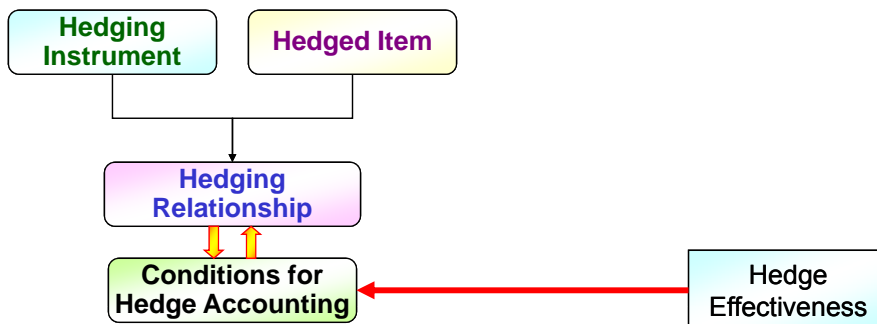 Hedging
Instrument
Hedged Item
Hedging
Relationship
Conditions for
Hedge Accounting
Hedge
Effectiveness